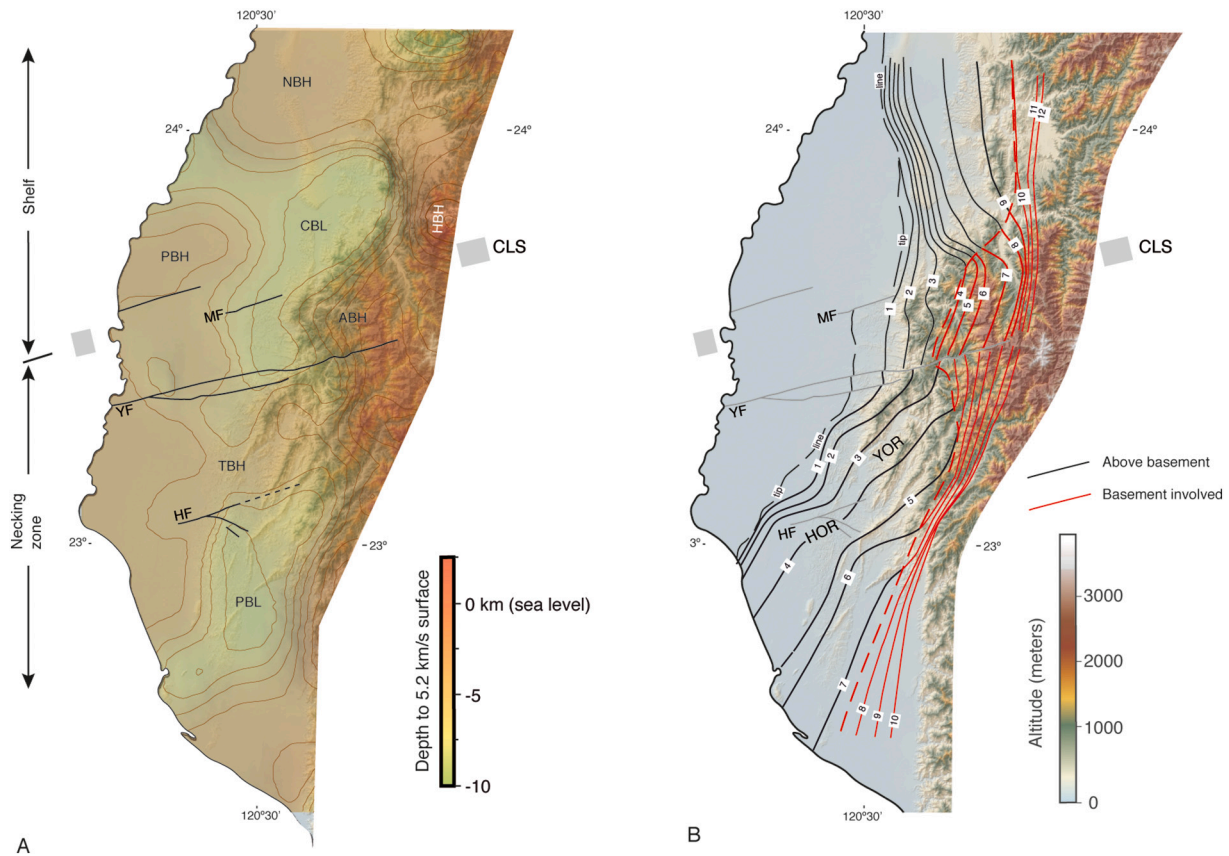 120°30’
NBH
24°
24°
Shelf
CBL
HBH
PBH
CLS
MF
ABH
YF
TBH
Necking
zone
HF
23°
23°
PBL
Depth to 5.2 km/s surface
0 km (sea level)
-5
-10
120°30’
A
120°30’
line
24°
24°
11
12
10
9
8
tip
CLS
7
3
4
6
2
5
1
MF
YF
line
YOR
3
2
1
tip
5
HF
HOR
3°
23°
4
6
7
8
9
10
Above basement
Basement involved
Altitude (meters)
3000
2000
1000
0
120°30’
B